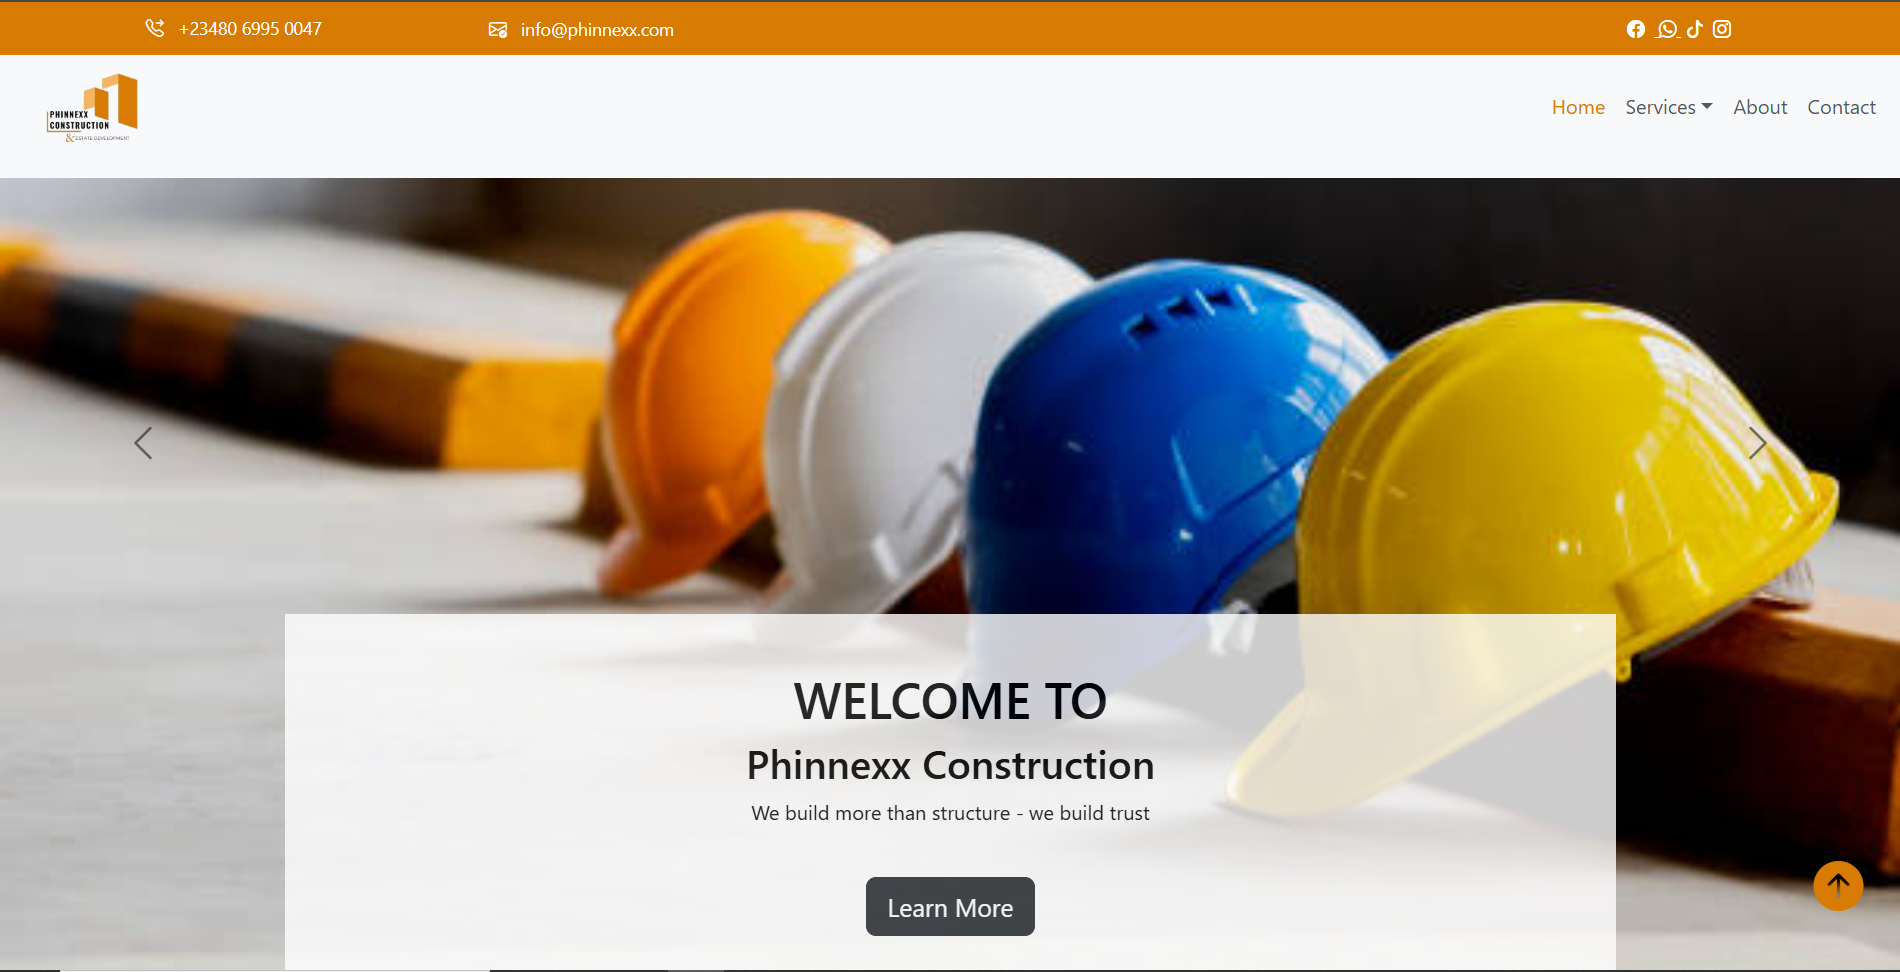 +23480 6995 0047
info@phinnexx.com
PHINNEXX
CONSTRUCTION
& ESTATE DEVELOPMENT
Home Services About Contact
WELCOME TO
Phinnexx Construction
We build more than structure - we build trust
Learn More